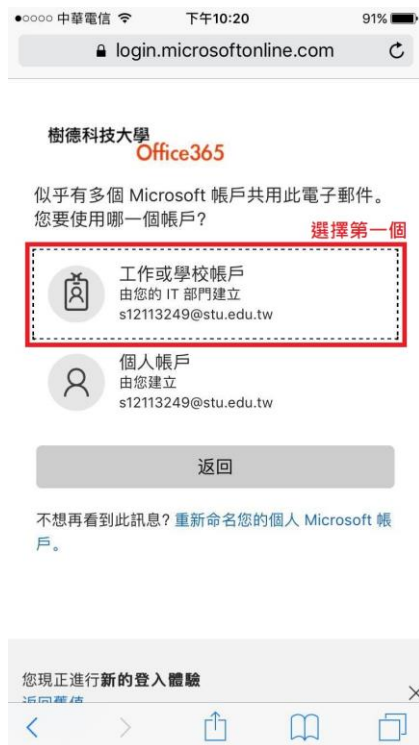 中華電信 下午10:20 91%
login.microsoftonline.com
樹德科技大學
Office365
似乎有多個 Microsoft 帳戶共用此電子郵件。
您要使用哪一個帳戶?
選擇第一個
工作或學校帳戶
由您的 IT 部門建立
s12113249@stu.edu.tw
個人帳戶
由您建立
s12113249@stu.edu.tw
返回
不想再看到此訊息? 重新命名您的個人 Microsoft 帳
戶。
您現正進行新的登入體驗